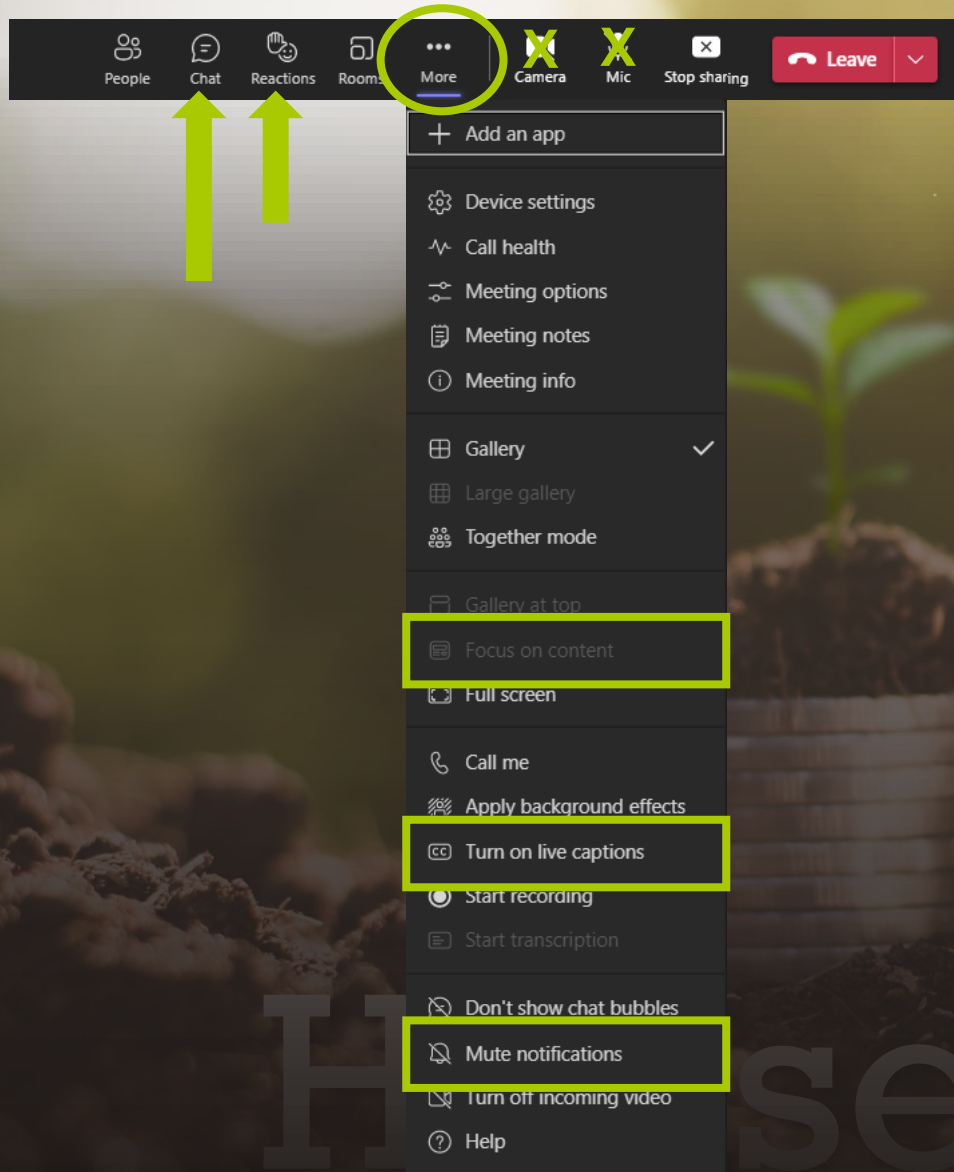 People Chat Reactions Rooms More Camera Mic Stop sharing Leave
X X
Add an app
Device settings
Call health
Meeting options
Meeting notes
Meeting info
Gallery
Large gallery
Together mode
Gallery at top
Focus on content
Full screen
Call me
Apply background effects
CC Turn on live captions
Start recording
Start transcription
Don't show chat bubbles
Mute notifications
Turn off incoming video
Help